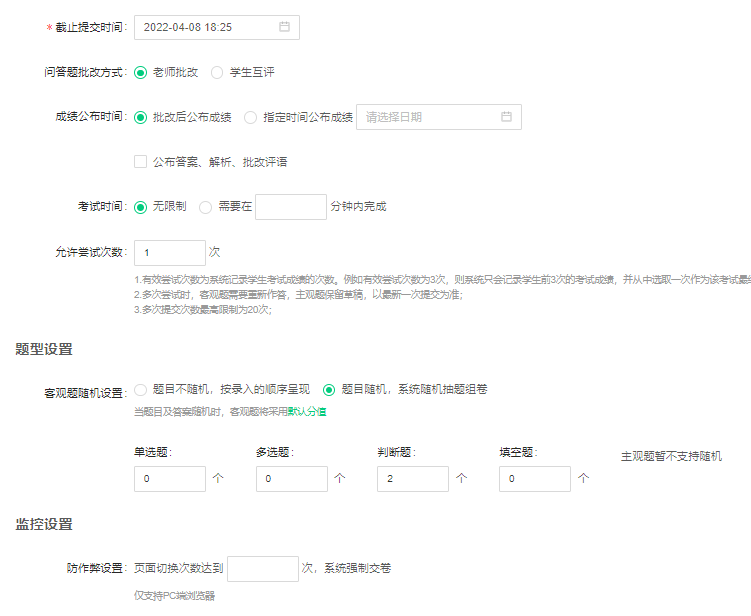 * 截止提交时间: 2022-04-08 18:25
问答题批改方式: 老师批改 学生互评
成绩公布时间: 批改后公布成绩 指定时间公布成绩 请选择日期
公布答案、解析、批改评语
考试时间: 无限制 需要在 分钟内完成
允许尝试次数: 1 次
1.有效尝试次数为系统记录学生考试成绩的次数。例如有效尝试次数为3次，则系统只会记录学生前3次的考试成绩，并从中选取一次作为该考试最
2.多次尝试时，客观题需要重新作答，主观题保留草稿，以最新一次提交为准；
3.多次提交次数最高限制为20次；
题型设置
客观题随机设置: 题目不随机，按录入的顺序呈现 题目随机，系统随机抽题组卷
当题目及答案随机时，客观题将采用默认分值
单选题: 多选题: 判断题: 填空题: 主观题暂不支持随机
0 个 0 个 2 个 0 个
监控设置
防作弊设置: 页面切换次数达到 次，系统强制交卷
仅支持PC端浏览器